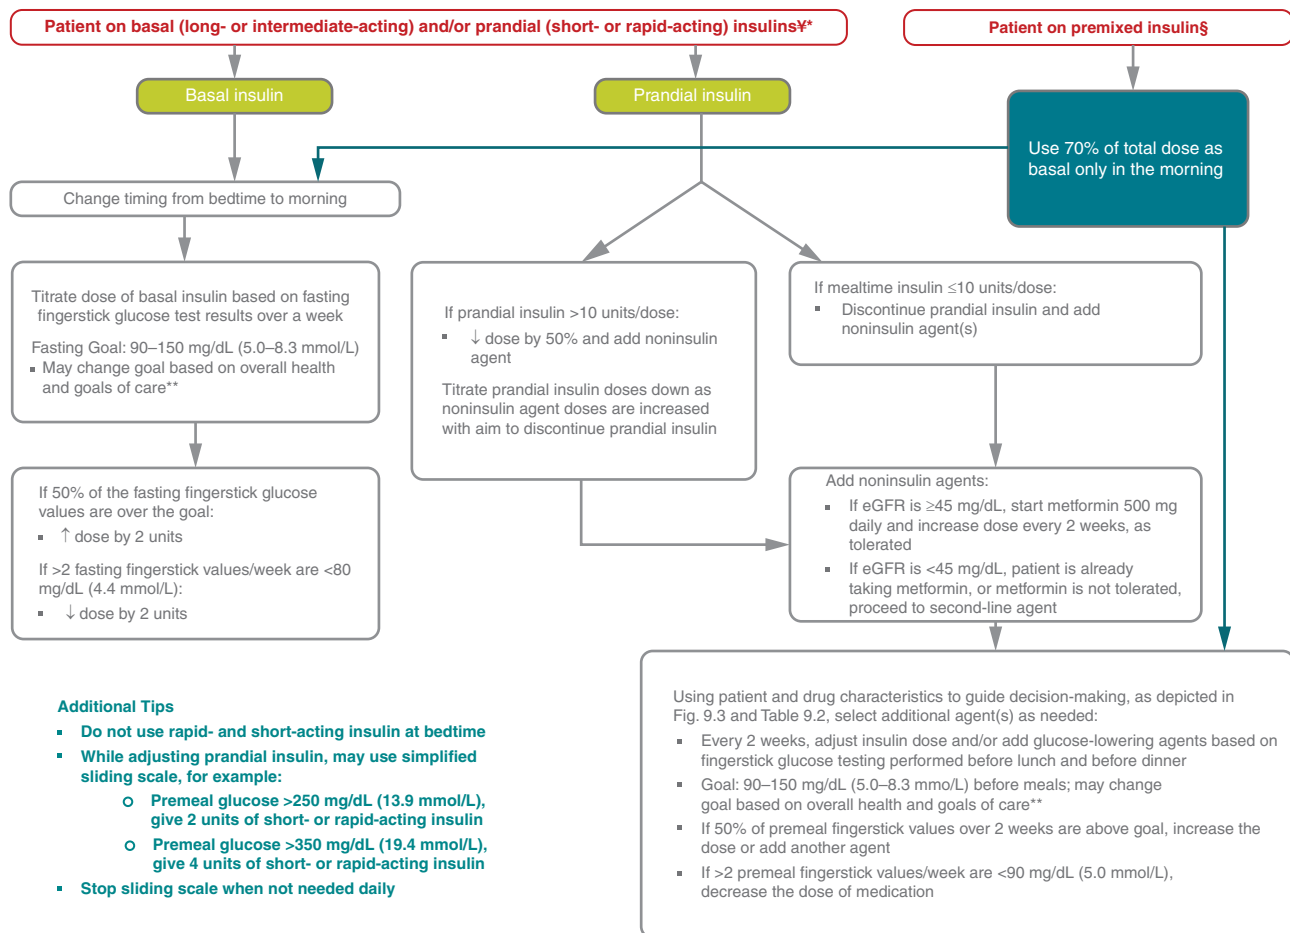 Patient on basal (long- or intermediate-acting) and/or prandial (short- or rapid-acting) insulins¥*
Patient on premixed insulin§
Basal insulin
Prandial insulin
Use 70% of total dose as
basal only in the morning
Change timing from bedtime to morning
Titrate dose of basal insulin based on fasting
fingerstick glucose test results over a week
Fasting Goal: 90–150 mg/dL (5.0–8.3 mmol/L)
▪ May change goal based on overall health
and goals of care**
If 50% of the fasting fingerstick glucose
values are over the goal:
▪ ↑ dose by 2 units
If >2 fasting fingerstick values/week are <80
mg/dL (4.4 mmol/L):
▪ ↓ dose by 2 units
If prandial insulin >10 units/dose:
▪ ↓ dose by 50% and add noninsulin
agent
Titrate prandial insulin doses down as
noninsulin agent doses are increased
with aim to discontinue prandial insulin
If mealtime insulin ≤10 units/dose:
▪ Discontinue prandial insulin and add
noninsulin agent(s)
Add noninsulin agents:
▪ If eGFR is ≥45 mg/dL, start metformin 500 mg
daily and increase dose every 2 weeks, as
tolerated
▪ If eGFR is <45 mg/dL, patient is already
taking metformin, or metformin is not tolerated,
proceed to second-line agent
Using patient and drug characteristics to guide decision-making, as depicted in
Fig. 9.3 and Table 9.2, select additional agent(s) as needed:
▪ Every 2 weeks, adjust insulin dose and/or add glucose-lowering agents based on
fingerstick glucose testing performed before lunch and before dinner
▪ Goal: 90–150 mg/dL (5.0–8.3 mmo/L) before meals; may change
goal based on overall health and goals of care**
▪ If 50% of premeal fingerstick values over 2 weeks are above goal, increase the
dose or add another agent
▪ If >2 premeal fingerstick values/week are <90 mg/dL (5.0 mmol/L),
decrease the dose of medication
Additional Tips
▪ Do not use rapid- and short-acting insulin at bedtime
▪ While adjusting prandial insulin, may use simplified
sliding scale, for example:
o Premeal glucose >250 mg/dL (13.9 mmol/L),
give 2 units of short- or rapid-acting insulin
o Premeal glucose >350 mg/dL (19.4 mmol/L),
give 4 units of short- or rapid-acting insulin
▪ Stop sliding scale when not needed daily